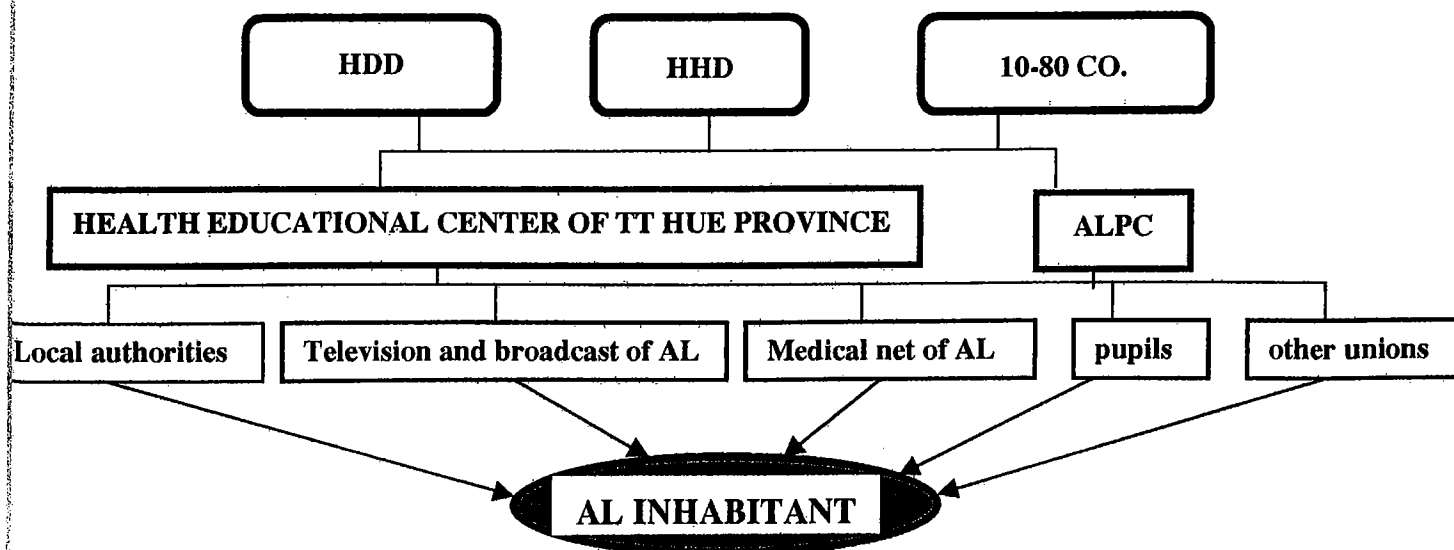 HDD
HHD
10-80 CO.
HEALTH EDUCATIONAL CENTER OF TT HUE PROVINCE
ALPC
Local authorities
Television and broadcast of AL
Medical net of AL
pupils
other unions
AL INHABITANT